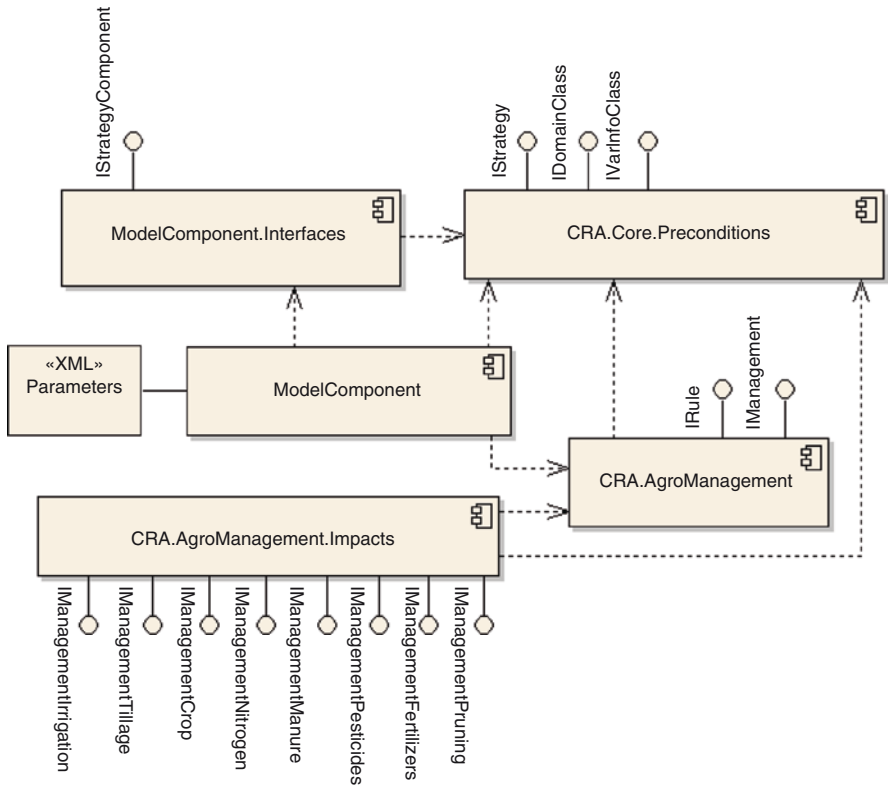 IStrategyComponent
IStrategy
IDomainClass
IVarInfoClass
ModelComponent.Interfaces
CRA.Core.Preconditions
«XML»
Parameters
ModelComponent
IRule
IManagement
CRA.AgroManagement
CRA.AgroManagement.Impacts
IManagementIrrigation
IManagementTillage
IManagementCrop
IManagementNitrogen
IManagementManure
IManagementPesticides
IManagementFertilizers
IManagementPruning